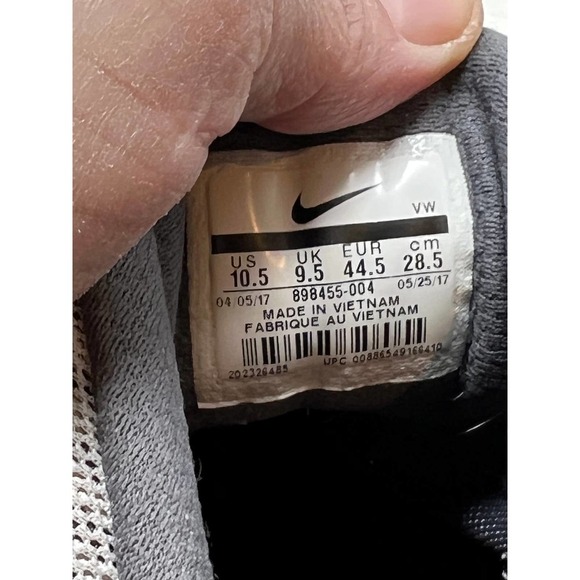 VW
US UK EUR cm
10.5 9.5 44.5 28.5
04/05/17 898455-004 05/25/17
MADE IN VIETNAM
FABRIQUE AU VIETNAM
202326485 UPC 00886549166410